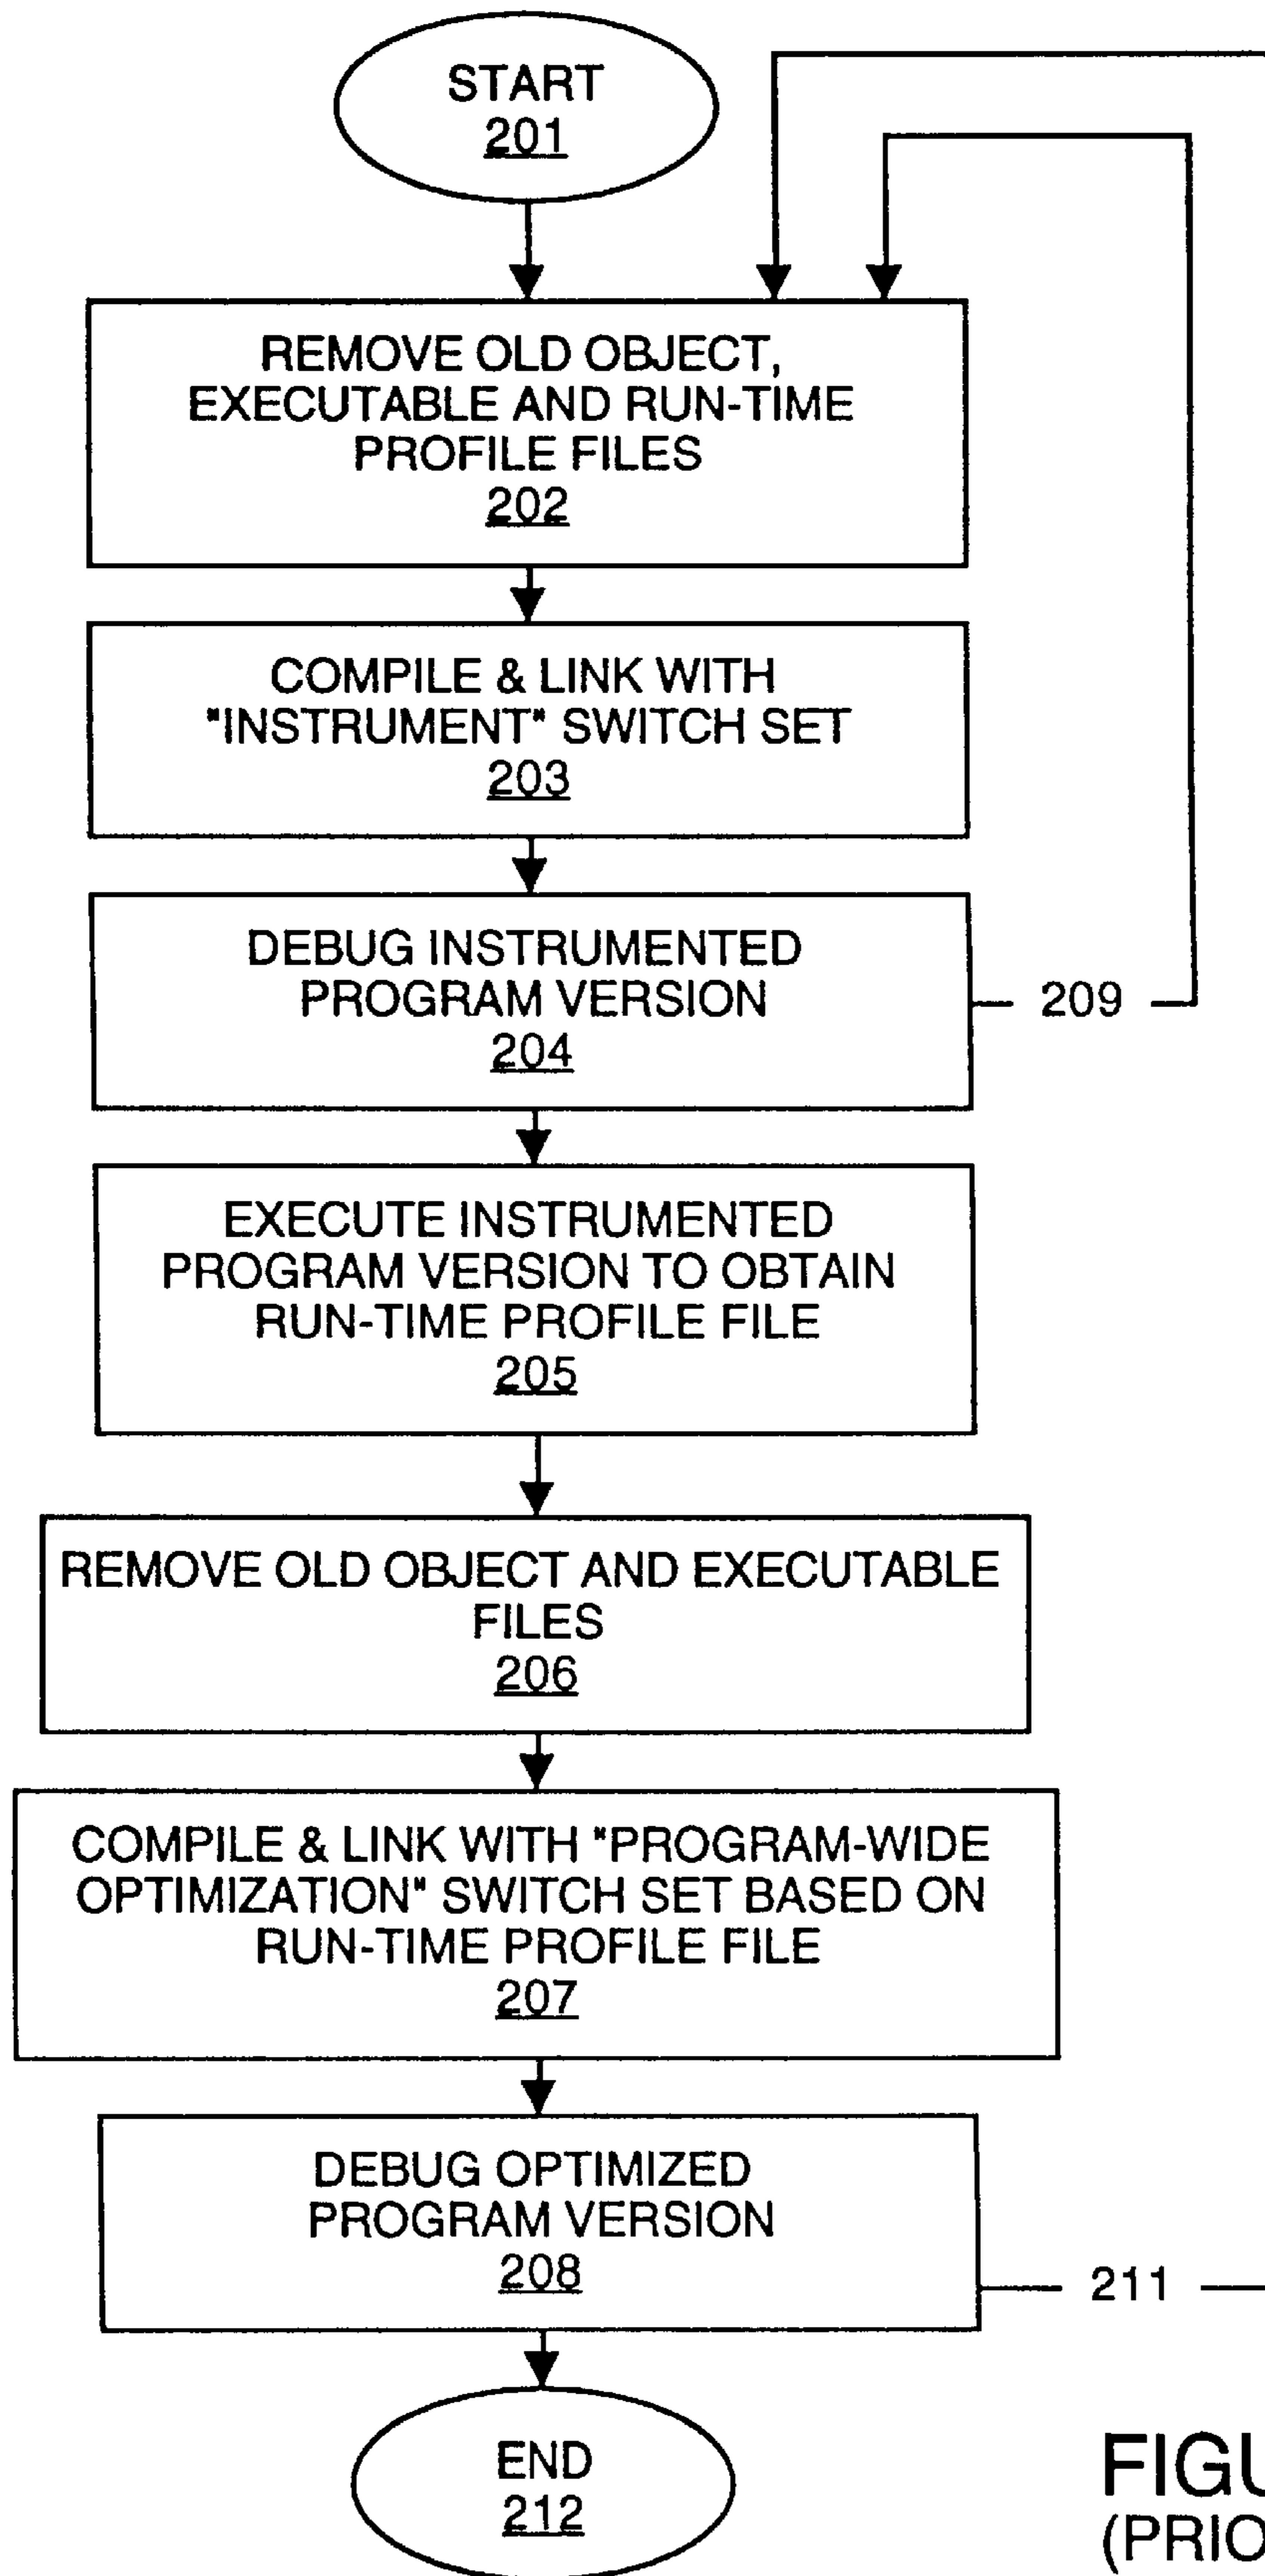 START
201
REMOVE OLD OBJECT,
EXECUTABLE AND RUN-TIME
PROFILE FILES
202
COMPILE & LINK WITH
"INSTRUMENT" SWITCH SET
203
DEBUG INSTRUMENTED
PROGRAM VERSION
204
209
EXECUTE INSTRUMENTED
PROGRAM VERSION TO OBTAIN
RUN-TIME PROFILE FILE
205
REMOVE OLD OBJECT AND EXECUTABLE
FILES
206
COMPILE & LINK WITH "PROGRAM-WIDE
OPTIMIZATION" SWITCH SET BASED ON
RUN-TIME PROFILE FILE
207
DEBUG OPTIMIZED
PROGRAM VERSION
208
211
END
212